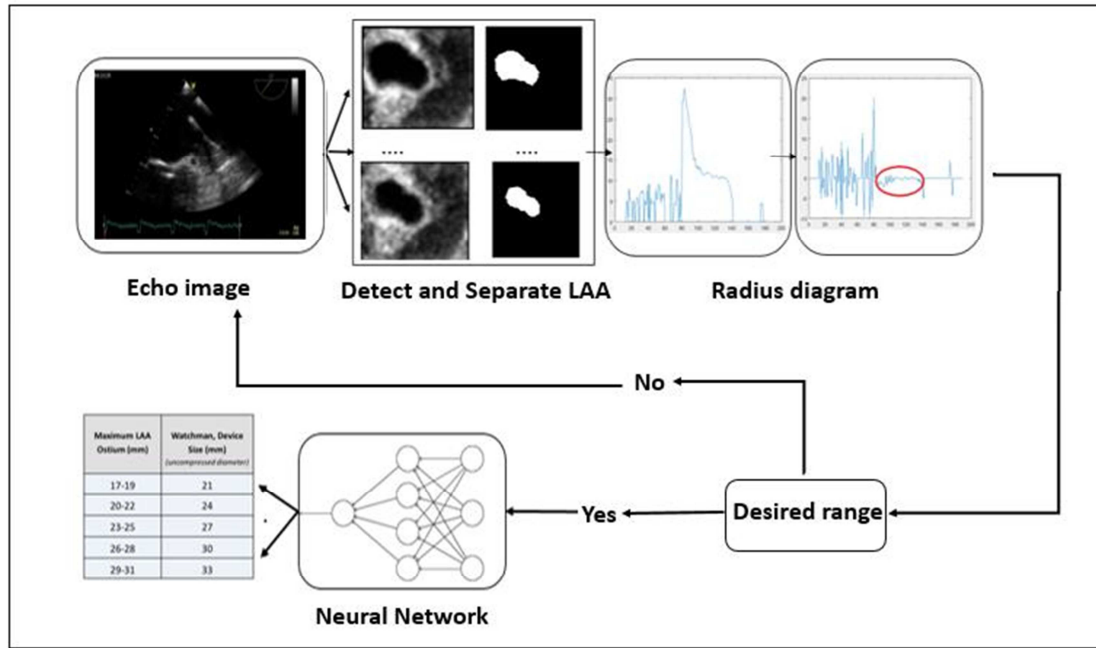 ....
....
Echo image
Detect and Separate LAA
Radius diagram
No
Maximum LAA
Ostium (mm)
Watchman, Device
Size (mm)
(uncompressed diameter)
17-19
21
20-22
24
23-25
27
26-28
30
29-31
33
Yes
Desired range
Neural Network